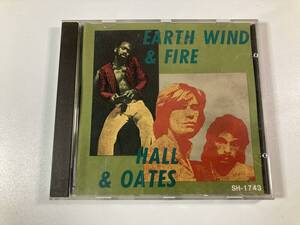 EARTH WIND
& FIRE
HALL
& OATES
SH-1743